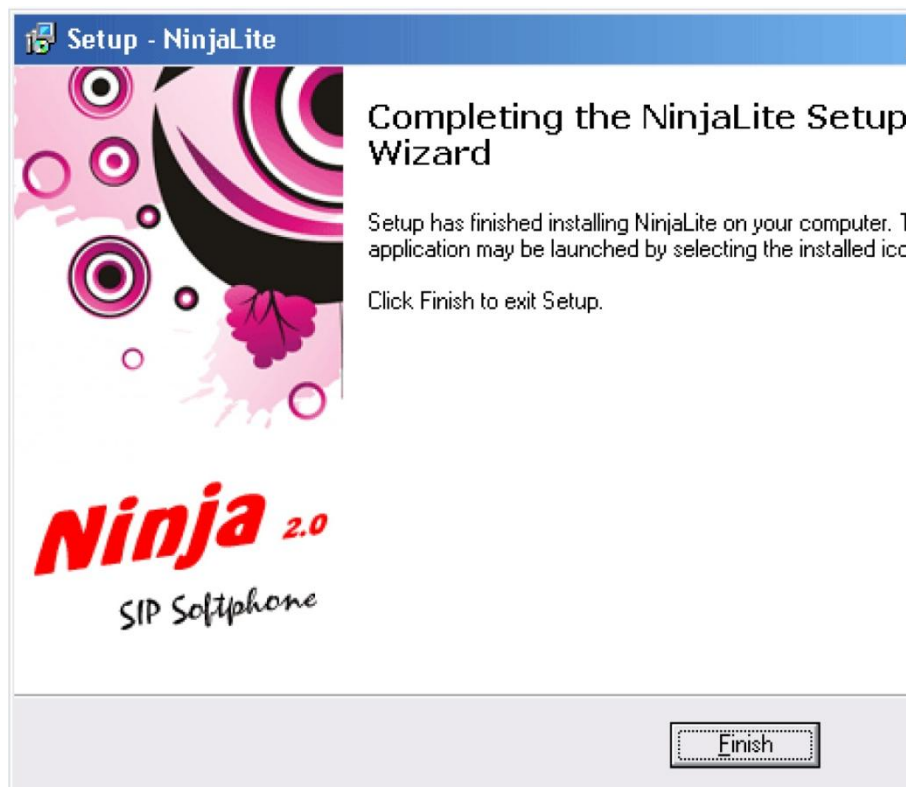 Setup - NinjaLite
Completing the NinjaLite Setup
Wizard
Setup has finished installing NinjaLite on your computer.
application may be launched by selecting the installed
Click Finish to exit Setup.
Ninja 2.0
SIP Softphone
Finish